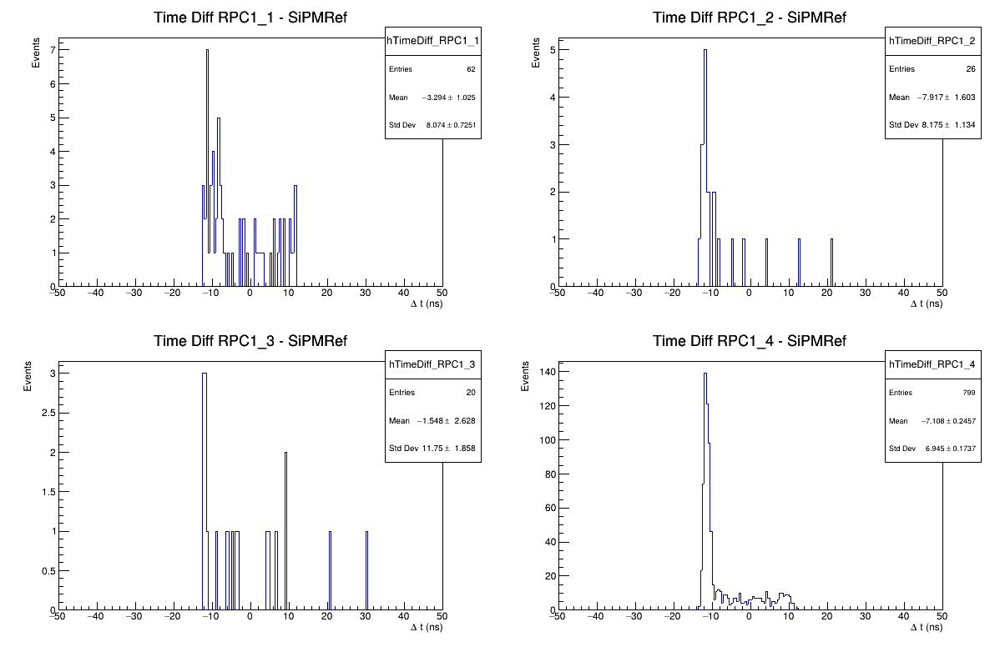 Time Diff RPC1_1 - SiPMRef
Events
hTimeDiff_RPC1_1
Entries 62
Mean −3.294 ± 1.025
Std Dev 8.074 ± 0.7251
7
6
5
4
3
2
1
0
−50 −40 −30 −20 −10 0 10 20 30 40 50
Δ t (ns)
Time Diff RPC1_2 - SiPMRef
Events
hTimeDiff_RPC1_2
Entries 26
Mean −7.917 ± 1.603
Std Dev 8.175 ± 1.134
5
4
3
2
1
0
−50 −40 −30 −20 −10 0 10 20 30 40 50
Δ t (ns)
Time Diff RPC1_3 - SiPMRef
Events
hTimeDiff_RPC1_3
Entries 20
Mean −1.548 ± 2.628
Std Dev 11.75 ± 1.858
3
2.5
2
1.5
1
0.5
0
−50 −40 −30 −20 −10 0 10 20 30 40 50
Δ t (ns)
Time Diff RPC1_4 - SiPMRef
Events
hTimeDiff_RPC1_4
Entries 799
Mean −7.108 ± 0.2457
Std Dev 6.945 ± 0.1737
140
120
100
80
60
40
20
0
−50 −40 −30 −20 −10 0 10 20 30 40 50
Δ t (ns)